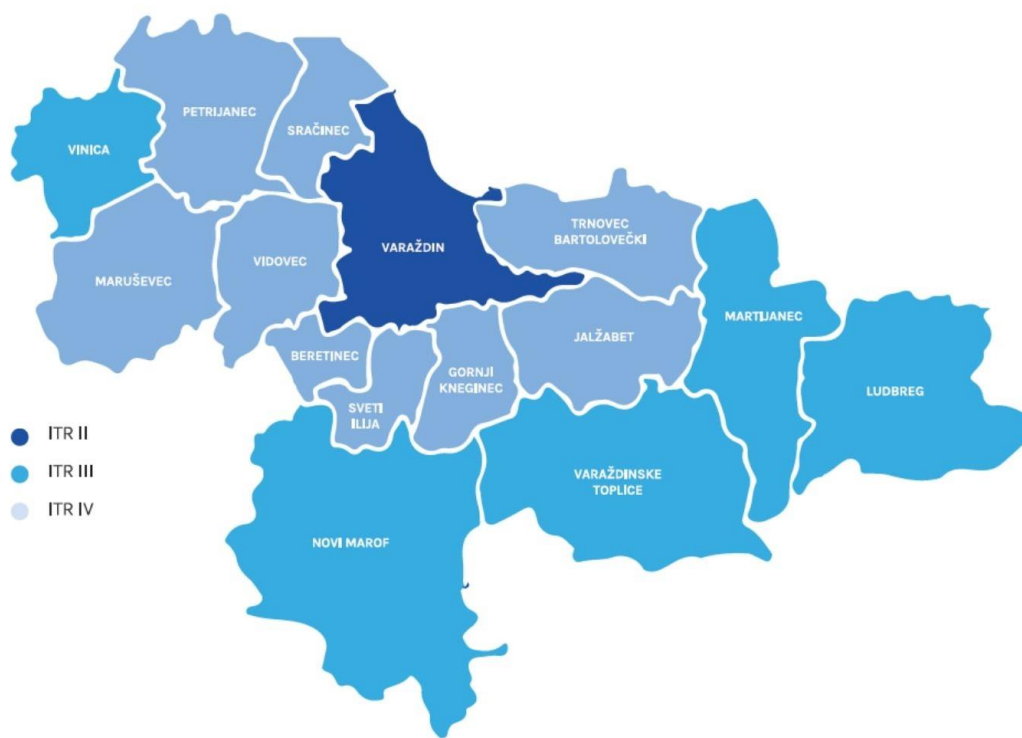 PETRIJANEC
SRAČINEC
VINICA
TRNOVEC
BARTOLOVEČKI
VARAŽDIN
VIDOVEC
MARUŠEVEC
MARTIJANEC
JALŽABET
BERETINEC
GORNJI
KNEGINEC
LUDBREG
SVETI
ILIJA
ITR II
ITR III
ITR IV
VARAŽDINSKE
TOPLICE
NOVI MAROF